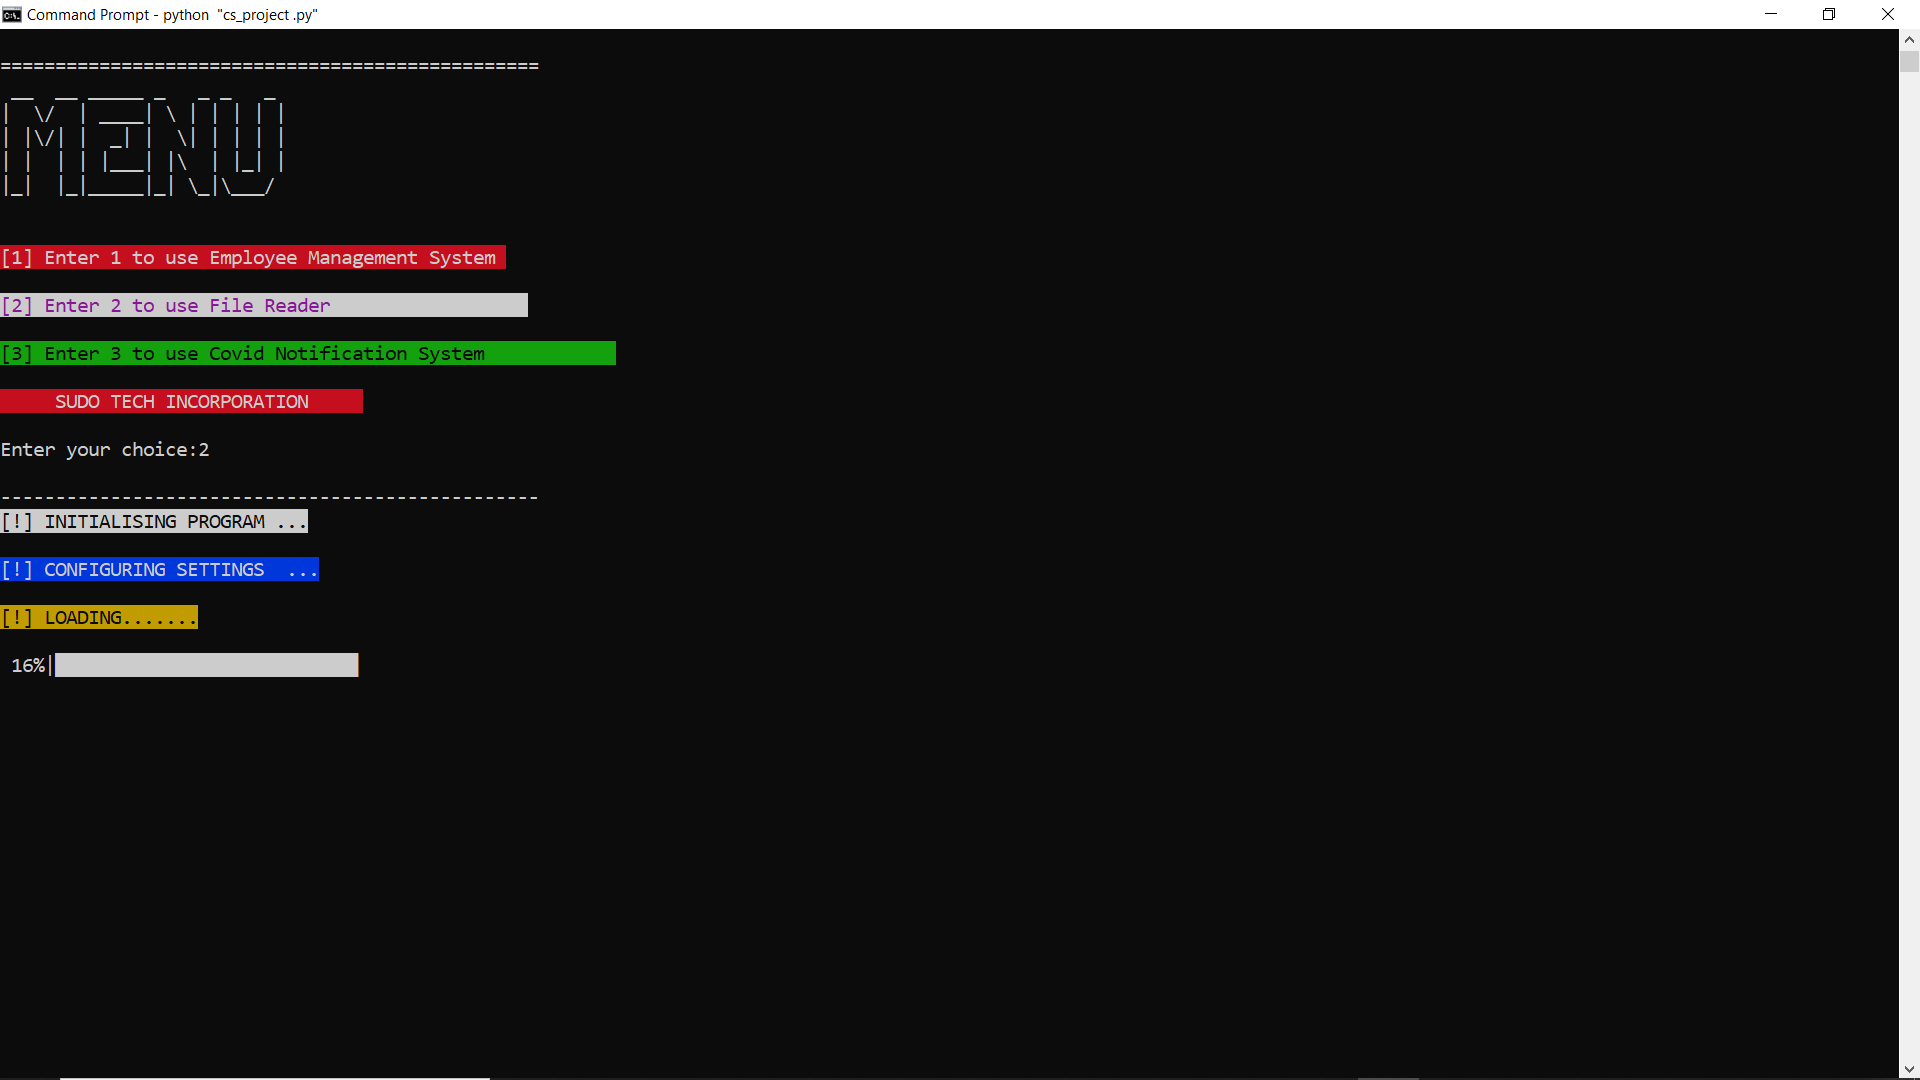 Command Prompt - python  "cs_project .py"
================================================
MENU
[1] Enter 1 to use Employee Management System
[2] Enter 2 to use File Reader
[3] Enter 3 to use Covid Notification System
SUDO TECH INCORPORATION
Enter your choice:2
-------------------------------------------------
[!] INITIALISING PROGRAM ...
[!] CONFIGURING SETTINGS  ...
[!] LOADING.......
16%|